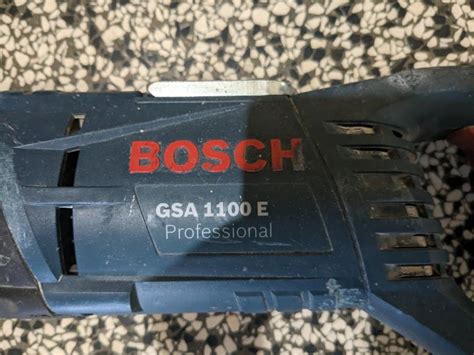 BOSCH
GSA 1100 E
Professional